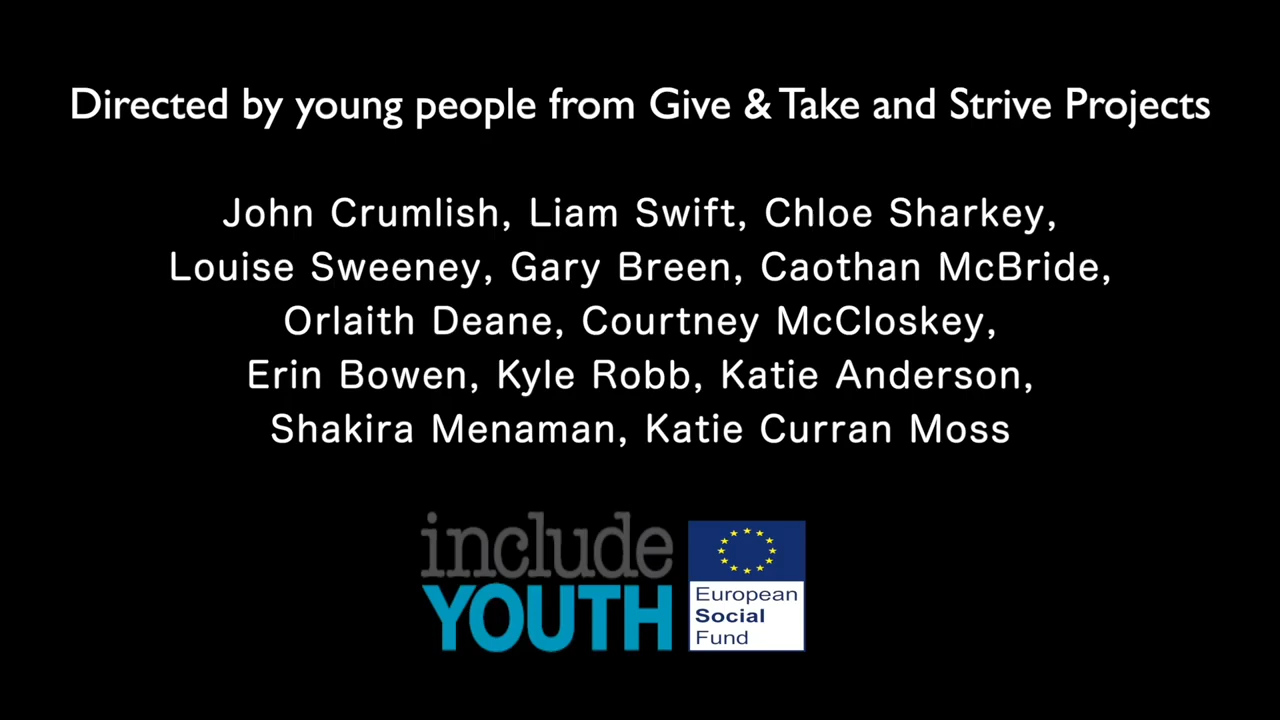 Directed by young people from Give & Take and Strive Projects
John Crumlish, Liam Swift, Chloe Sharkey,
Louise Sweeney, Gary Breen, Caothan McBride,
Orlaith Deane, Courtney McCloskey,
Erin Bowen, Kyle Robb, Katie Anderson,
Shakira Menaman, Katie Curran Moss
include
YOUTH
European
Social
Fund